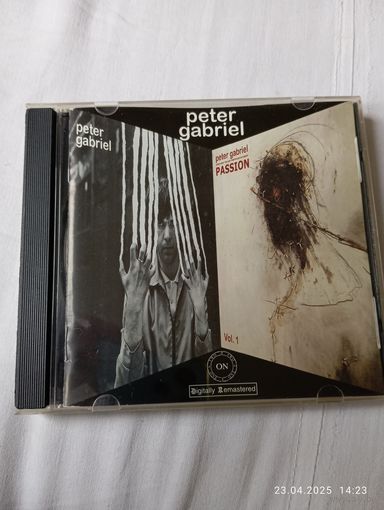 peter
gabriel
peter
gabriel
peter gabriel
PASSION
Vol. 1
ON
Digitally Remastered
23.04.2025 14:23